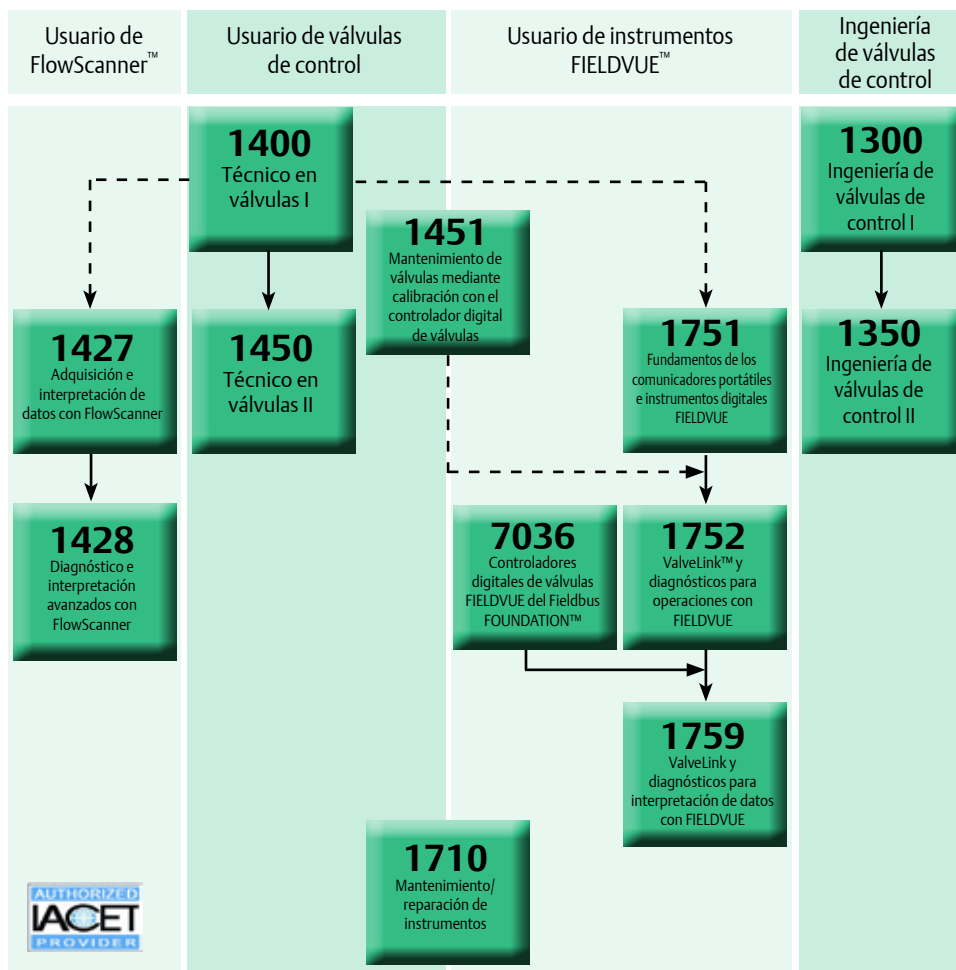 Usuario de
FlowScanner™
Usuario de válvulas
de control
Usuario de instrumentos
FIELDVUE™
Ingeniería
de válvulas
de control
1400
Técnico en
válvulas I
1300
Ingeniería de
válvulas de
control I
1451
Mantenimiento de
válvulas mediante
calibración con el
controlador digital
de válvulas
1427
Adquisición e
interpretación de
datos con FlowScanner
1450
Técnico en
válvulas II
1751
Fundamentos de los
comunicadores portátiles
e instrumentos digitales
FIELDVUE
1350
Ingeniería de
válvulas de
control II
1428
Diagnóstico e
interpretación
avanzados con
FlowScanner
7036
Controladores
digitales de válvulas
FIELDVUE del Fieldbus
FOUNDATION™
1752
ValveLink™ y
diagnósticos para
operaciones con
FIELDVUE
1759
ValveLink y
diagnósticos para
interpretación de datos
con FIELDVUE
1710
Mantenimiento/
reparación de
instrumentos
AUTHORIZED
IACET
PROVIDER